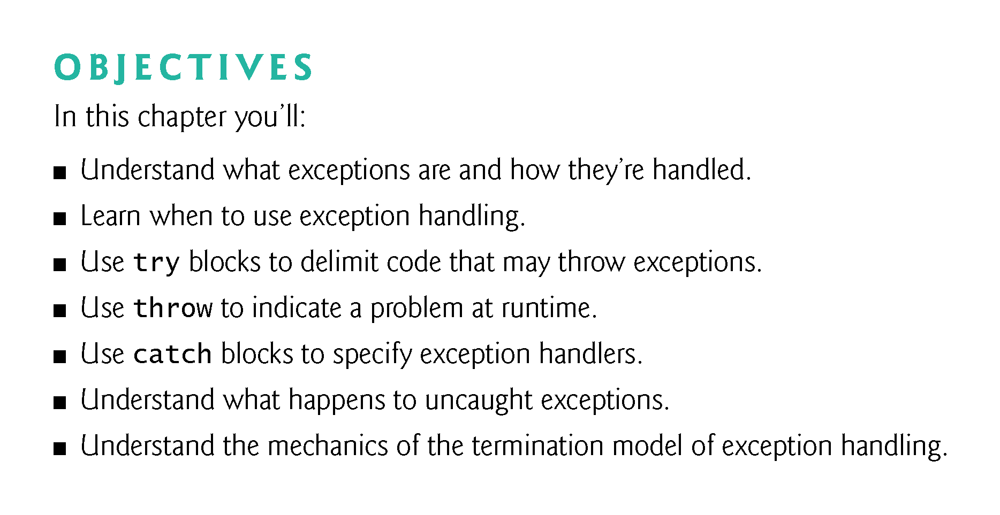 OBJECTIVES
In this chapter you’ll:
■ Understand what exceptions are and how they’re handled.
■ Learn when to use exception handling.
■ Use try blocks to delimit code that may throw exceptions.
■ Use throw to indicate a problem at runtime.
■ Use catch blocks to specify exception handlers.
■ Understand what happens to uncaught exceptions.
■ Understand the mechanics of the termination model of exception handling.